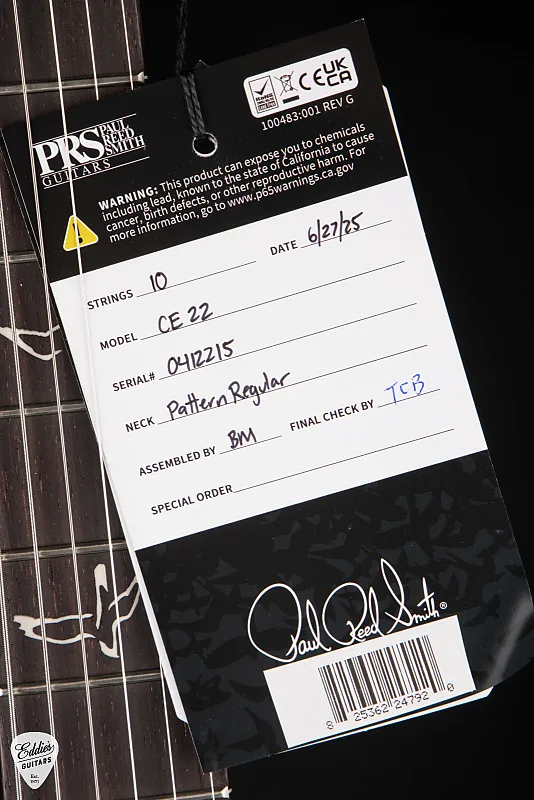 UK
CA
RoHS
100483:001 REV G
PRS PAUL
REED
SMITH
GUITARS
WARNING: This product can expose you to chemicals
including lead, known to the state of California to cause
cancer, birth defects, or other reproductive harm. For
more information, go to www.p65warnings.ca.gov
STRINGS 10 DATE 6/27/25
MODEL CE 22
SERIAL# 0412215
NECK Pattern Regular
ASSEMBLED BY BM FINAL CHECK BY TCB
SPECIAL ORDER
Paul Reed Smith®
8 25362 24792 0
Eddie's
GUITARS
Est.
1971